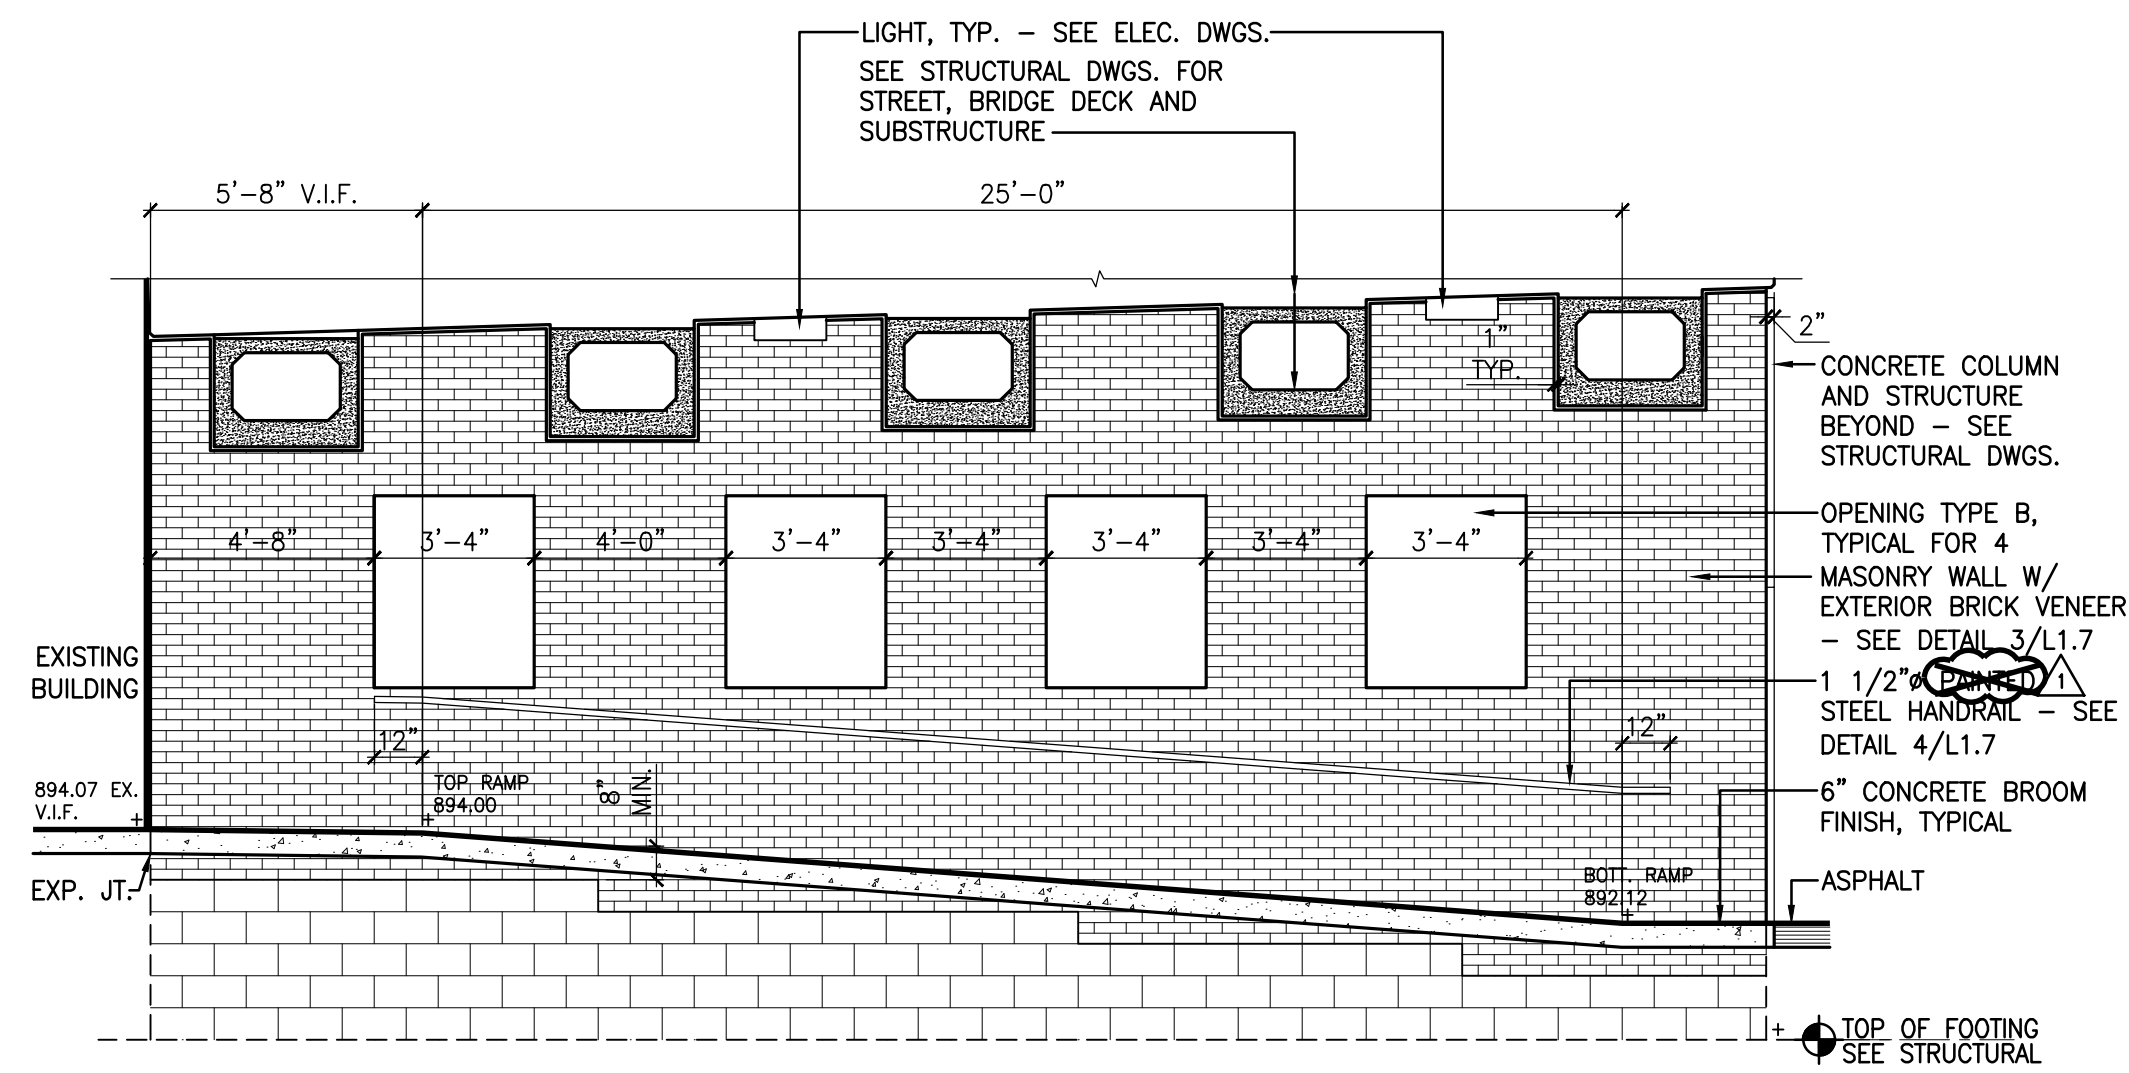 LIGHT, TYP. – SEE ELEC. DWGS.
SEE STRUCTURAL DWGS. FOR
STREET, BRIDGE DECK AND
SUBSTRUCTURE
5'–8" V.I.F.
25'–0"
2"
1"
TYP.
CONCRETE COLUMN
AND STRUCTURE
BEYOND – SEE
STRUCTURAL DWGS.
OPENING TYPE B,
TYPICAL FOR 4
4'–8"
3'–4"
4'–0"
3'–4"
3'–4"
3'–4"
3'–4"
3'–4"
MASONRY WALL W/
EXTERIOR BRICK VENEER
– SEE DETAIL 3/L1.7
EXISTING
BUILDING
1 1/2"ø PAINTED 1
STEEL HANDRAIL – SEE
DETAIL 4/L1.7
12"
12"
894.07 EX.
V.I.F.
TOP RAMP
894.00
8"
MIN.
6" CONCRETE BROOM
FINISH, TYPICAL
EXP. JT.
BOTT. RAMP
892.12
ASPHALT
TOP OF FOOTING
SEE STRUCTURAL